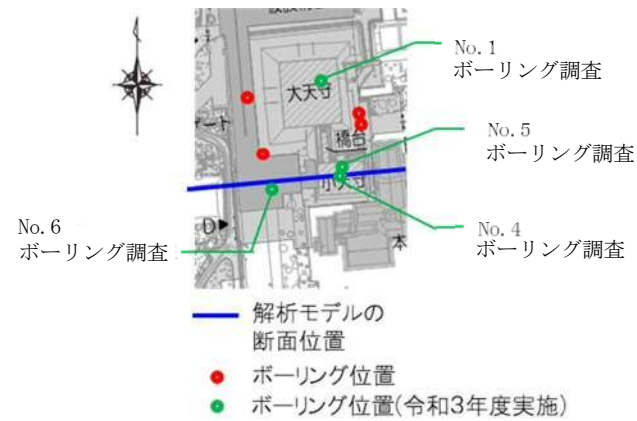 No.1
ボーリング調査
大天守
ゲート
橋台
No.5
ボーリング調査
小天守
No.6
ボーリング調査
D▶
No.4
ボーリング調査
本
解析モデルの
断面位置
ボーリング位置
ボーリング位置(令和3年度実施)